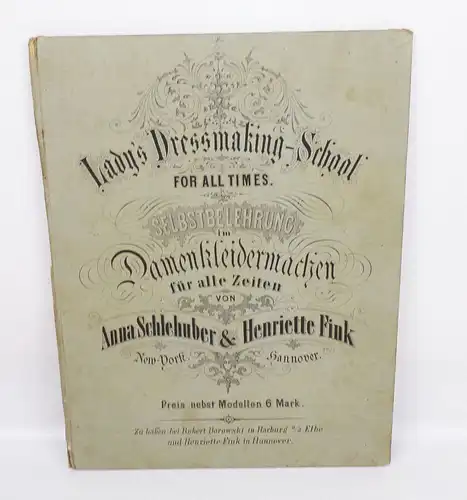 Lady's Dressmaking-School
FOR ALL TIMES.
SELBSTBELEHRUNG
im
Damenkleidermachen
für alle Zeiten
VON
Anna Schlehuber & Henriette Fink
New-York. Hannover.
Preis nebst Modellen 6 Mark.
Zu haben bei Robert Borowski in Harburg a/d Elbe
und Henriette Fink in Hannover.